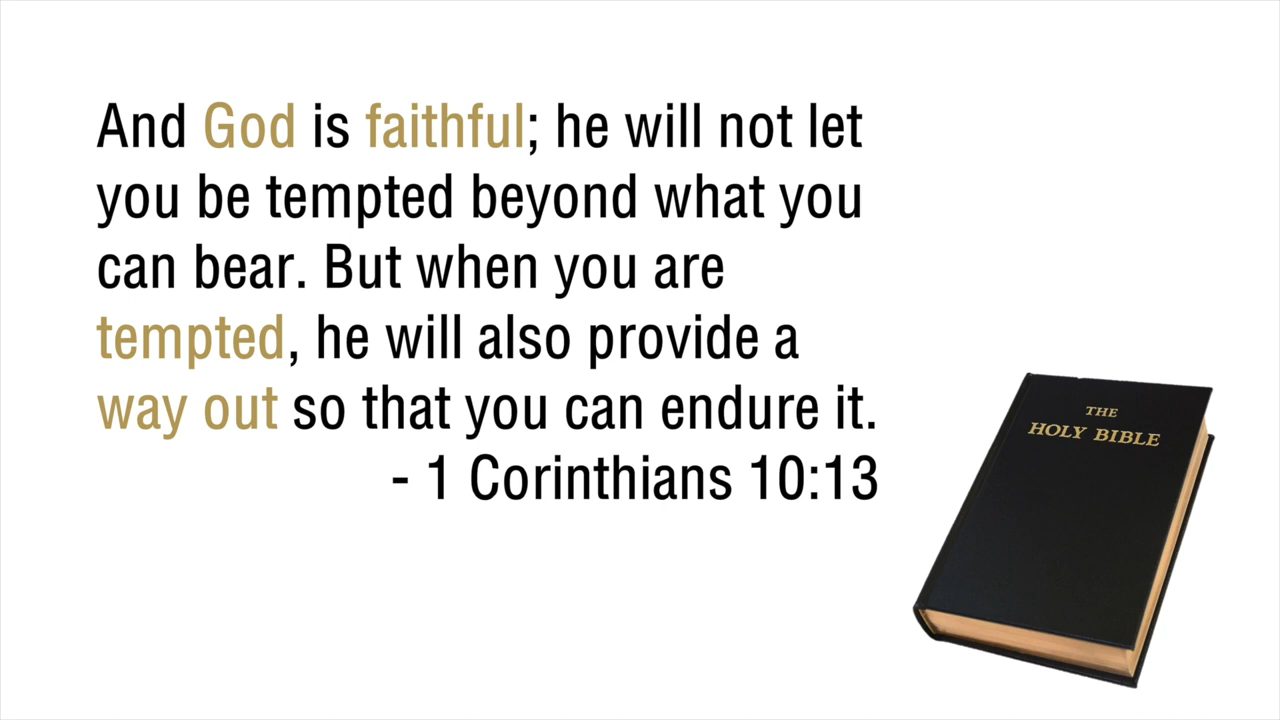 And God is faithful; he will not let
you be tempted beyond what you
can bear. But when you are
tempted, he will also provide a
way out so that you can endure it.
- 1 Corinthians 10:13
THE
HOLY BIBLE